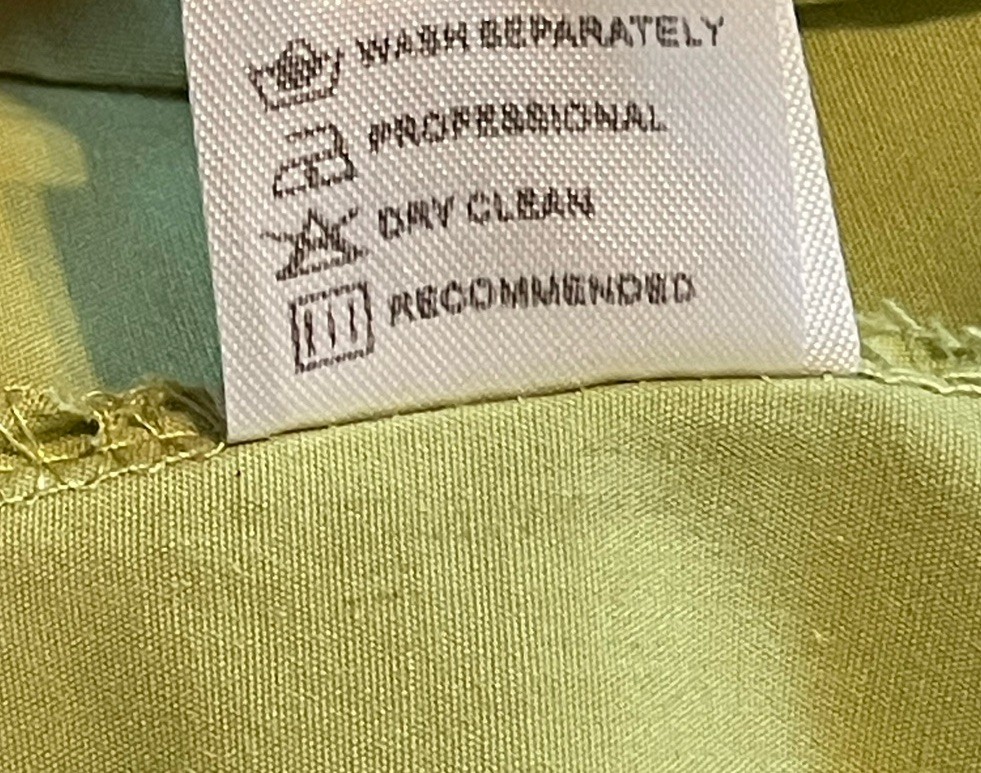 WASH SEPARATELY
PROFESSIONAL
DRY CLEAN
RECOMMENDED